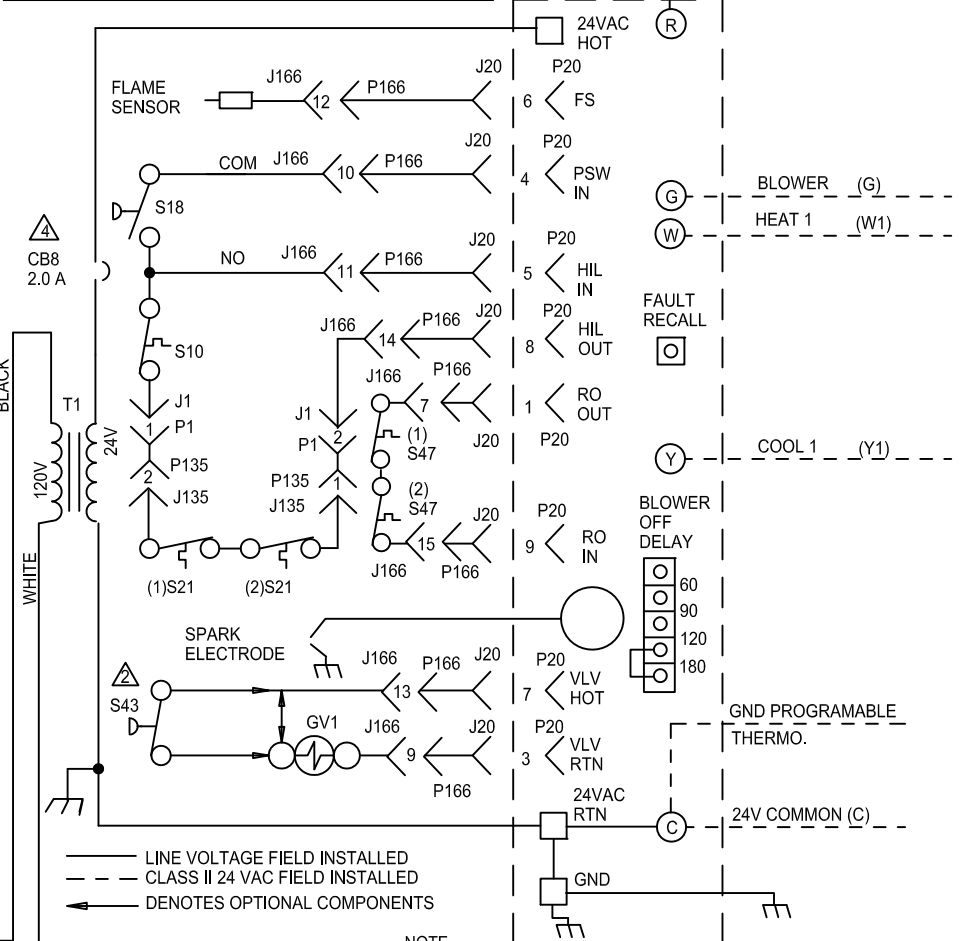 24VAC
HOT
R
J20 P20
J166 P166
FLAME
SENSOR
12
6 FS
J20 P20
COM J166 P166
10
4 PSW
IN
S18
BLOWER (G)
G
HEAT 1 (W1)
W
4
CB8
2.0 A
J20 P20
NO J166 P166
11
5 HIL
IN
FAULT
RECALL
J166 P166 J20 P20
14
8 HIL
OUT
S10
BLACK
J166 P166
7
1 RO
OUT
T1
J1
1 P1
J1
P1 2
(1)
S47
J20 P20
24V
120V
COOL 1 (Y1)
Y
P135
2 J135
P135
1
J135
(2)
S47
J20 P20
15
9 RO
IN
J166 P166
BLOWER
OFF
DELAY
60
90
120
180
WHITE
(1)S21 (2)S21
SPARK
ELECTRODE
J166 P166 J20 P20
13
7 VLV
HOT
2
S43
GV1
J166 J20 P20
9
3 VLV
RTN
P166
GND PROGRAMABLE
THERMO.
24VAC
RTN
C
24V COMMON (C)
LINE VOLTAGE FIELD INSTALLED
CLASS II 24 VAC FIELD INSTALLED
DENOTES OPTIONAL COMPONENTS
GND
NOTE